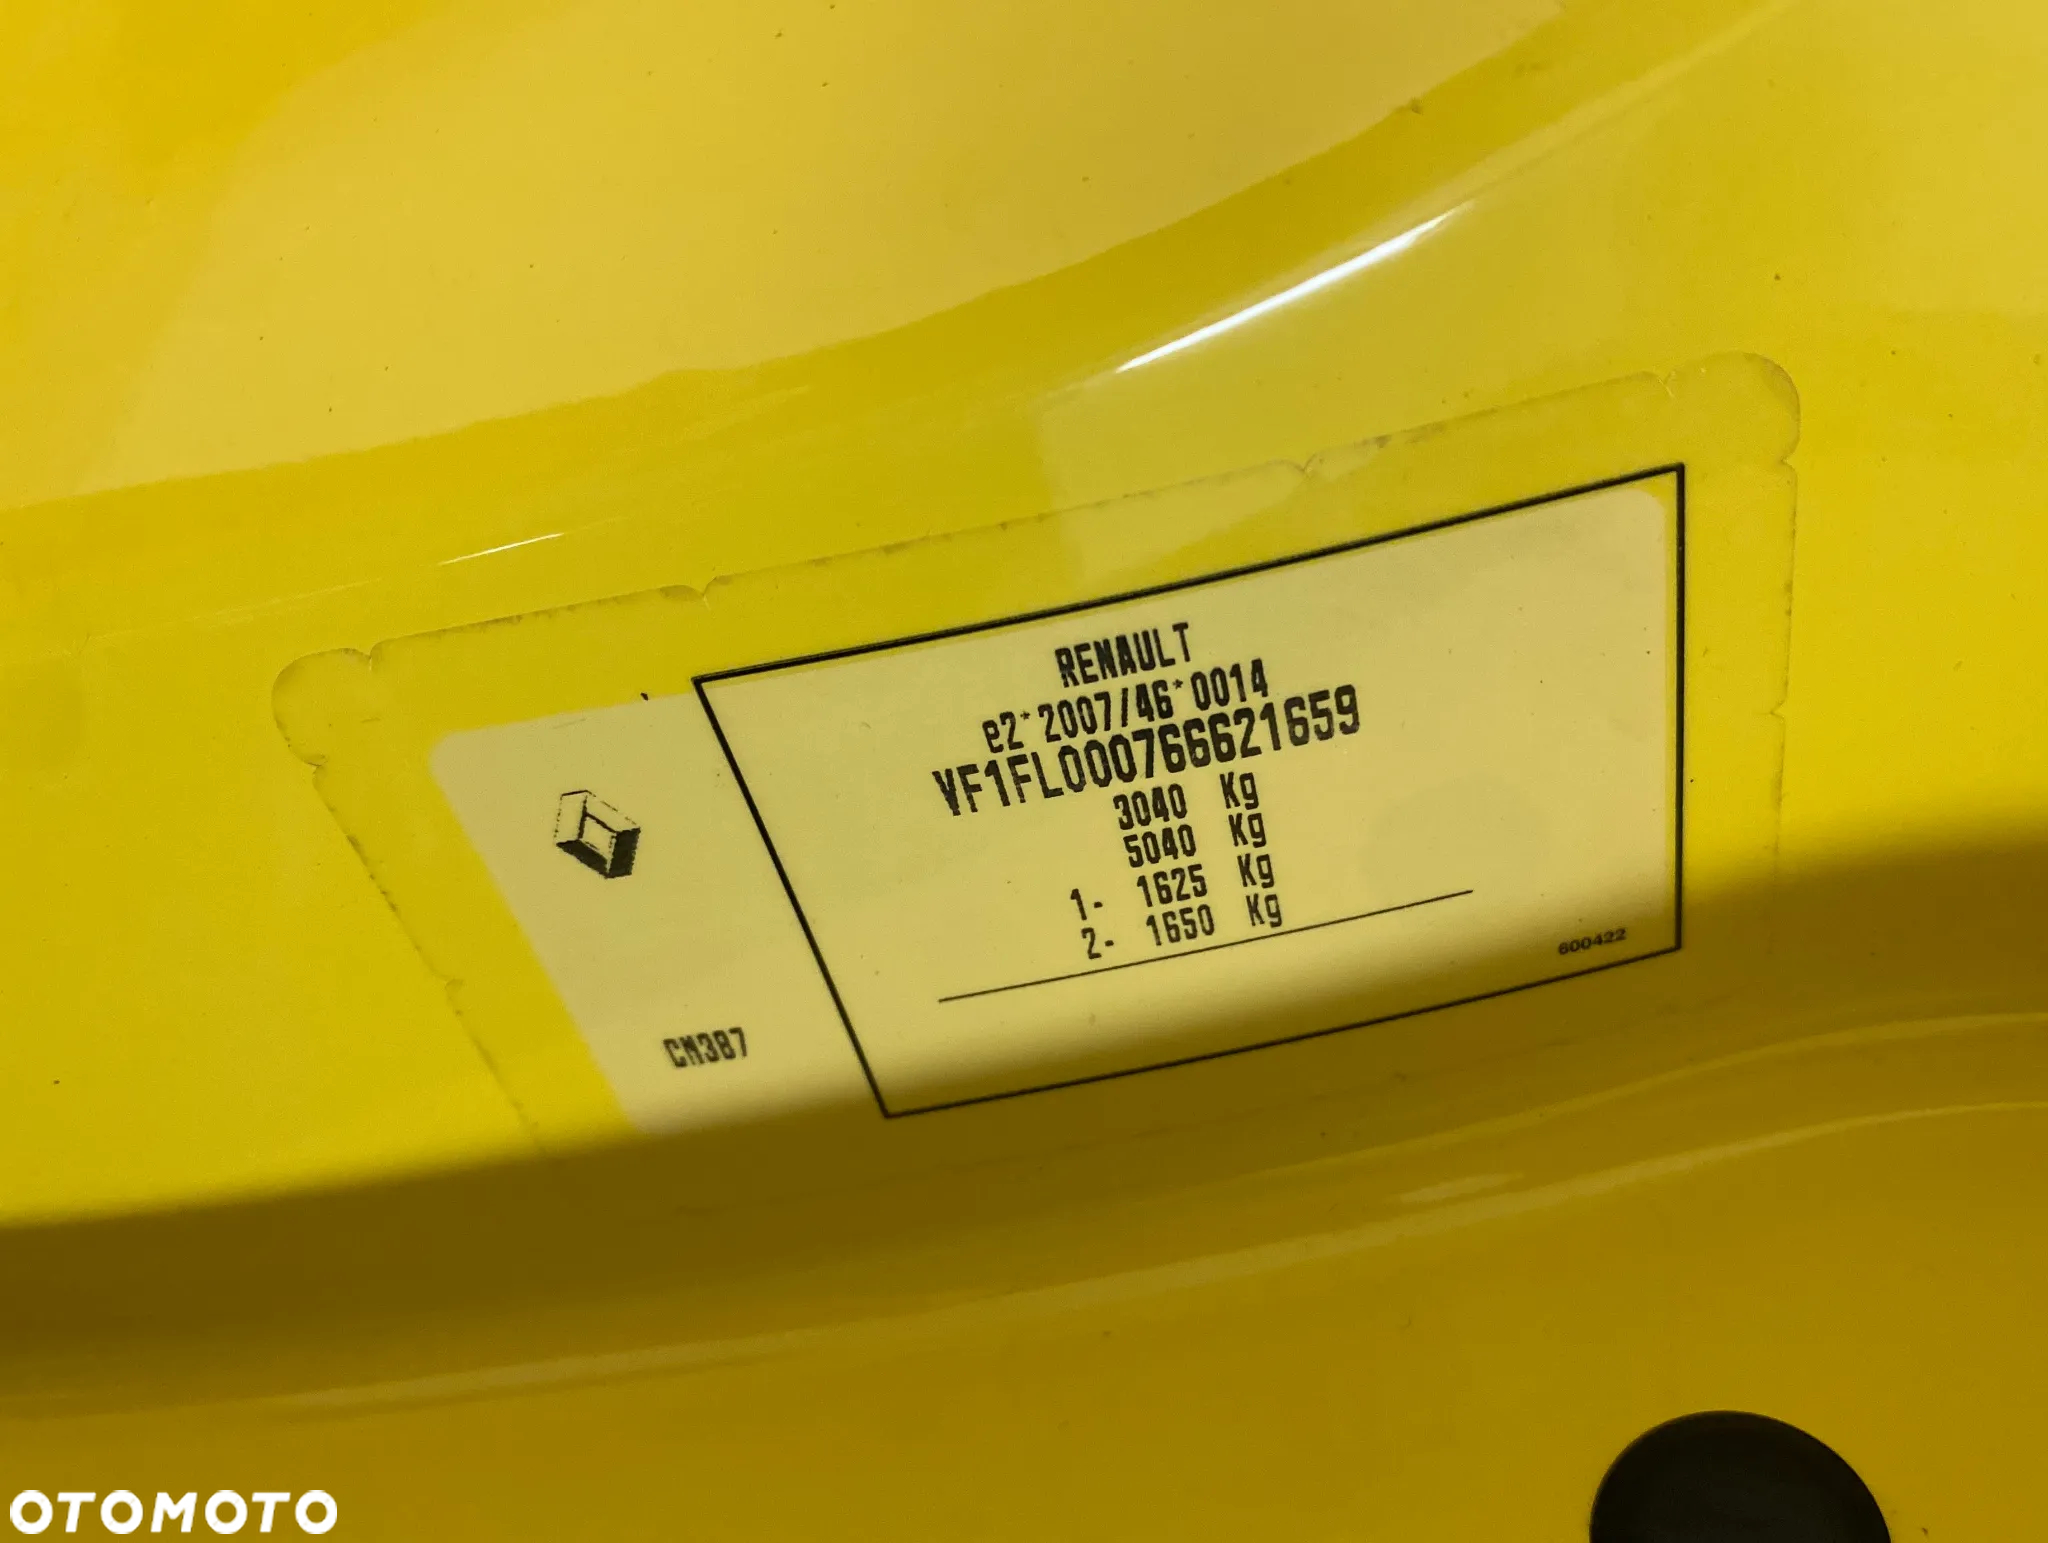 RENAULT
e2*2007/46*0014
VF1FL000766621659
3040 Kg
5040 Kg
1- 1625 Kg
2- 1650 Kg
600422
CM387
OTOMOTO